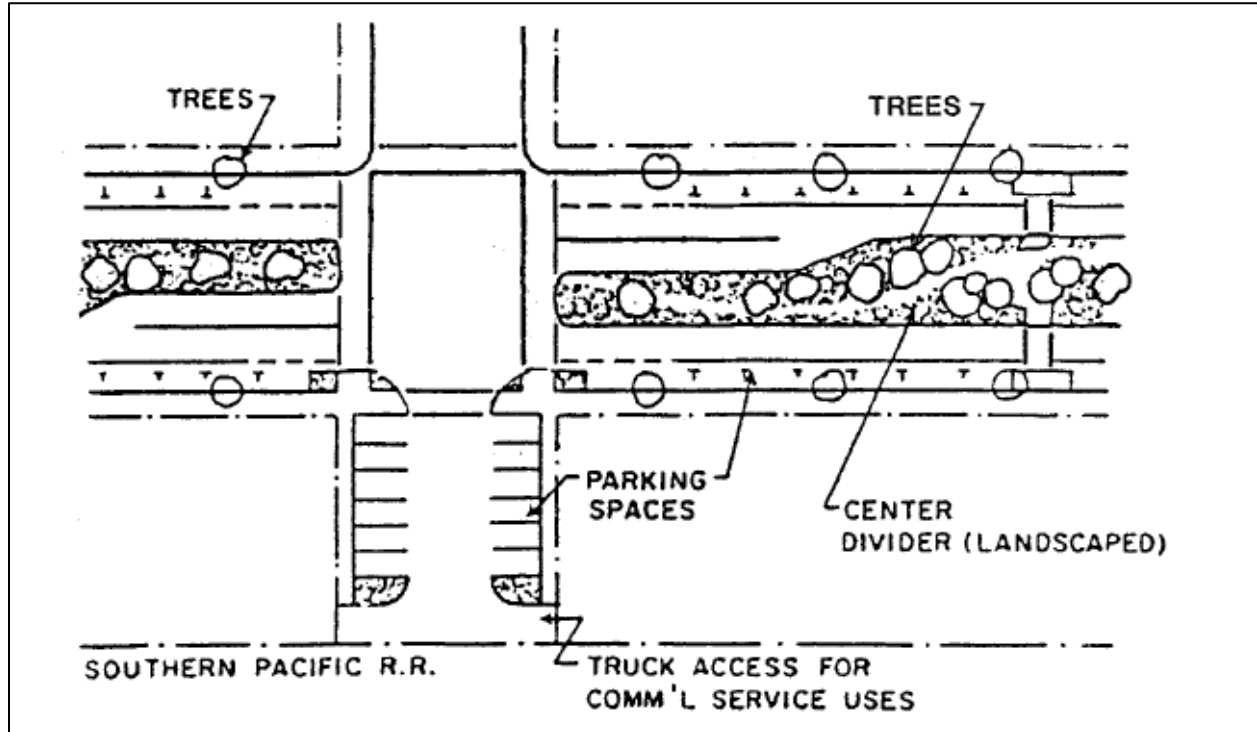 TREES
TREES
PARKING
SPACES
CENTER
DIVIDER (LANDSCAPED)
SOUTHERN PACIFIC R.R.
TRUCK ACCESS FOR
COMM'L SERVICE USES